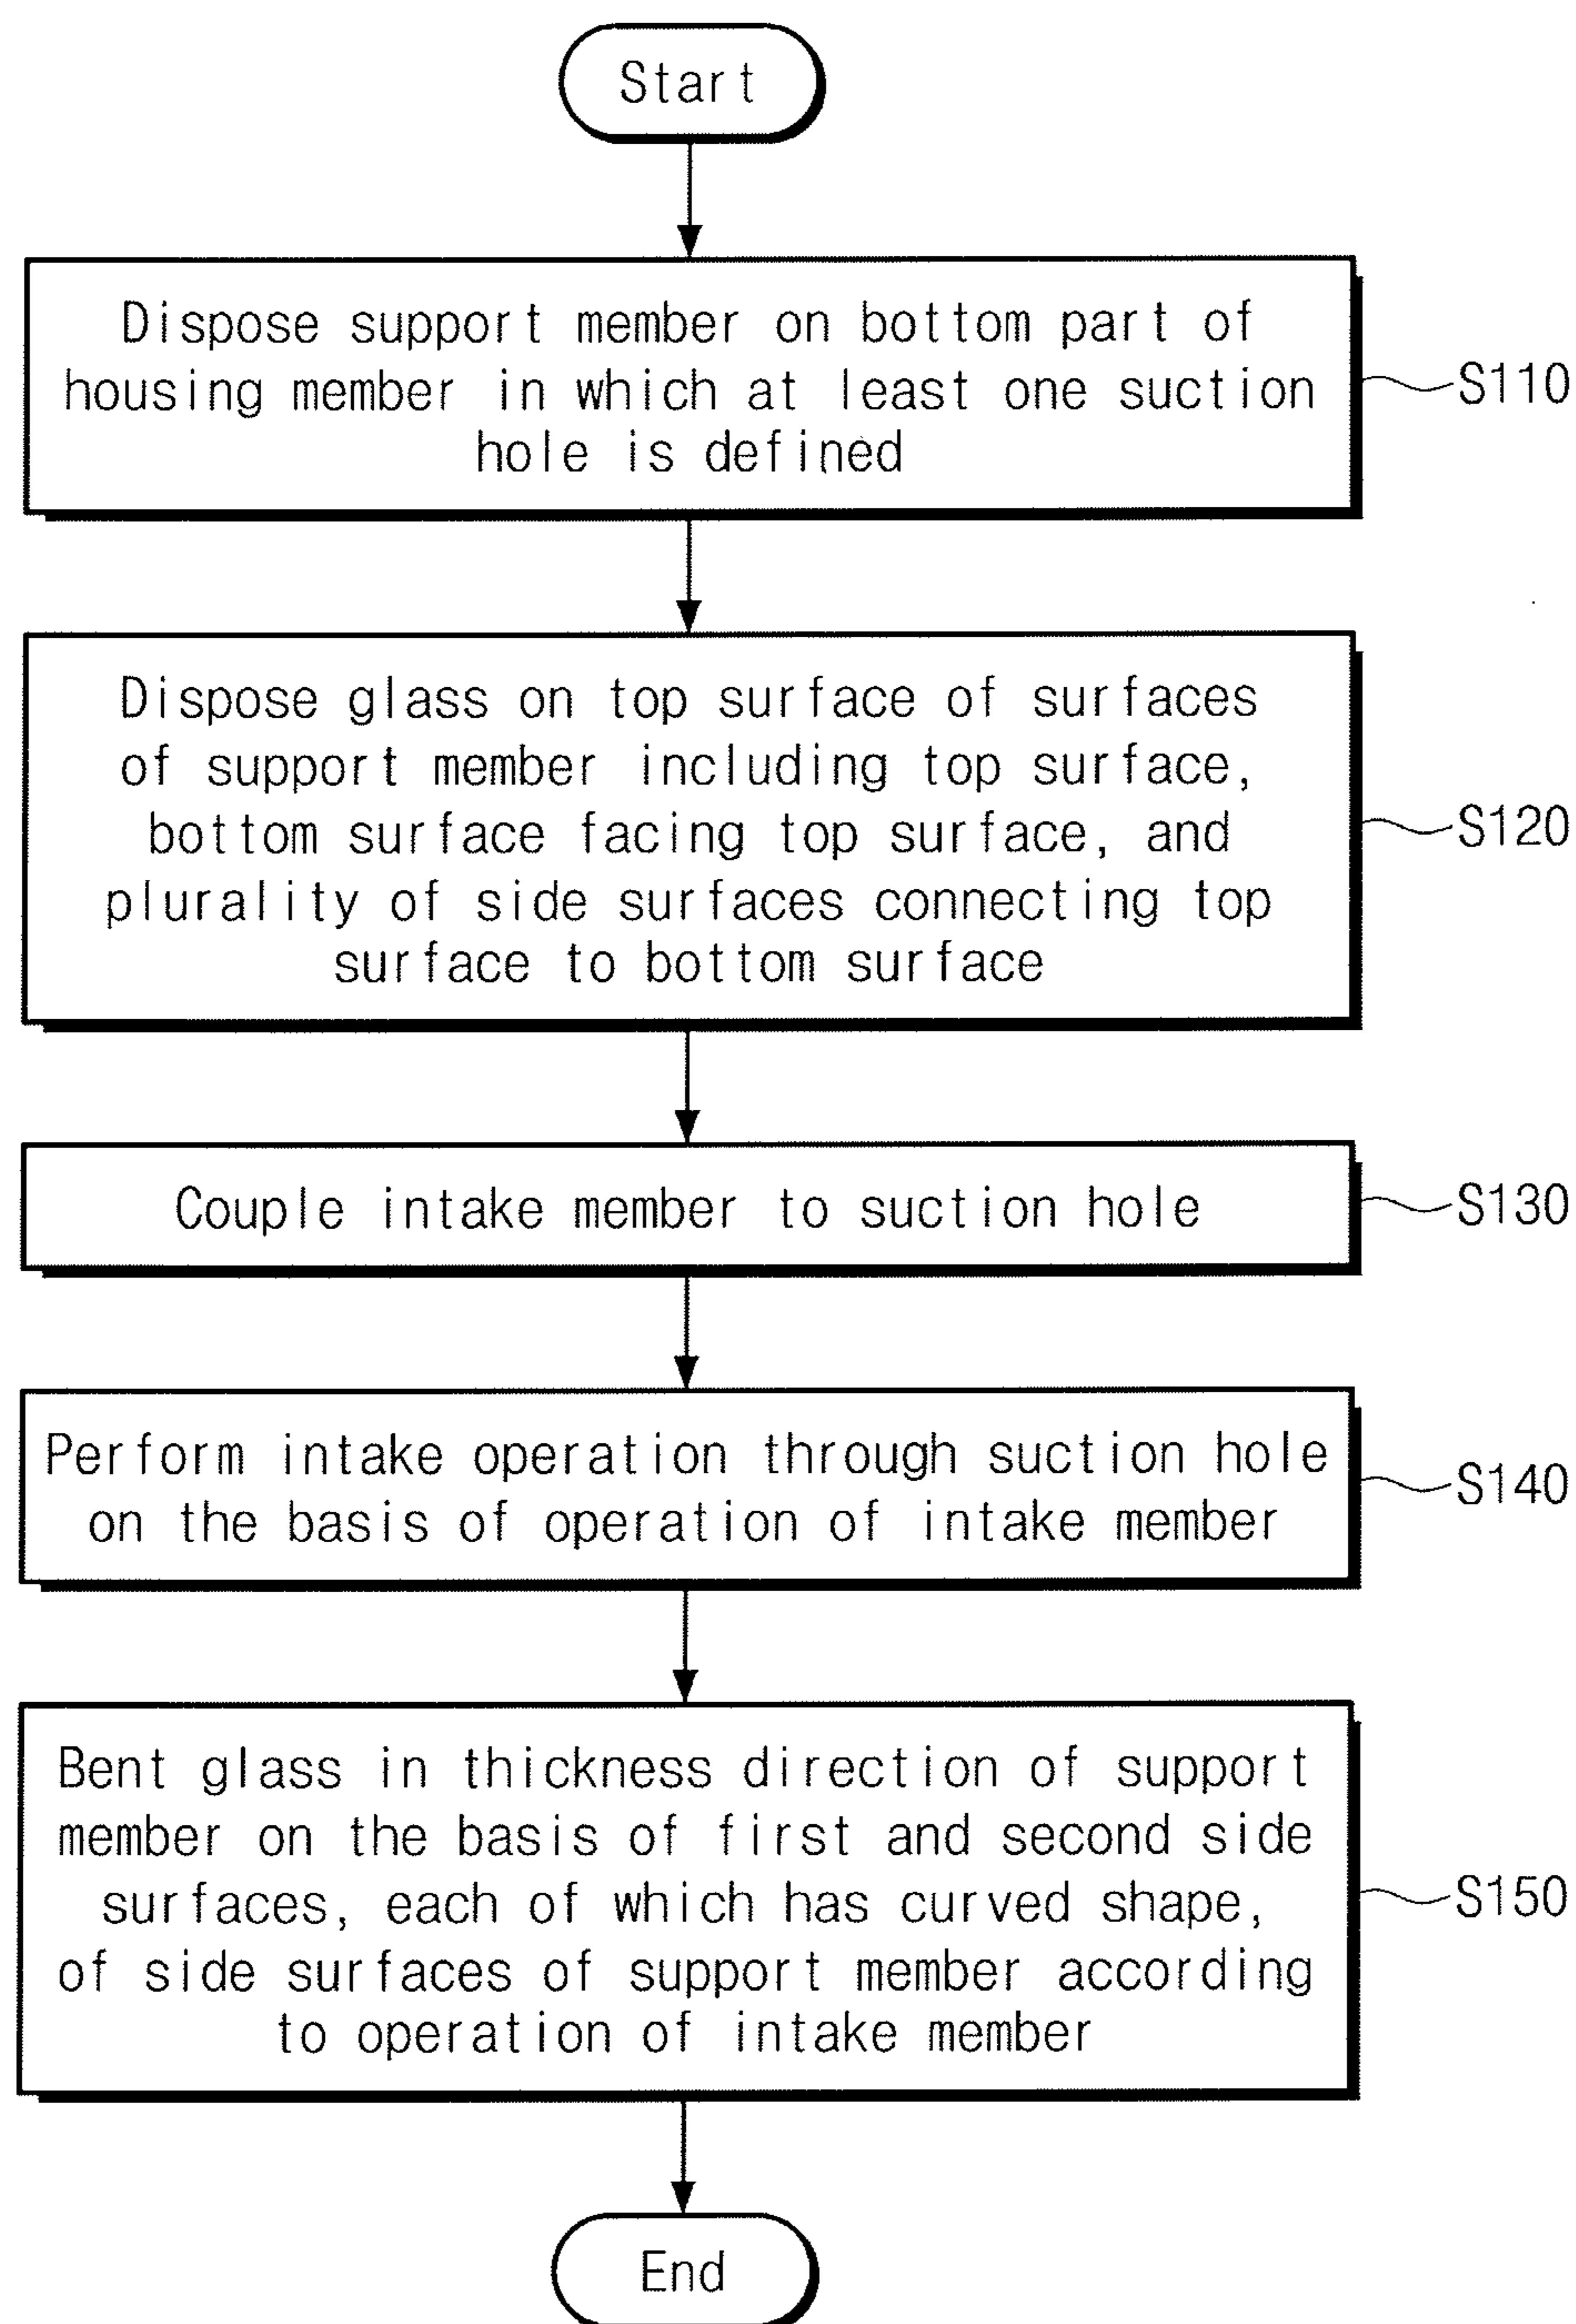 Start
Dispose support member on bottom part of
housing member in which at least one suction
hole is defined
S110
Dispose glass on top surface of surfaces
of support member including top surface,
bottom surface facing top surface, and
plurality of side surfaces connecting top
surface to bottom surface
S120
Couple intake member to suction hole
S130
Perform intake operation through suction hole
on the basis of operation of intake member
S140
Bent glass in thickness direction of support
member on the basis of first and second side
surfaces, each of which has curved shape,
of side surfaces of support member according
to operation of intake member
S150
End